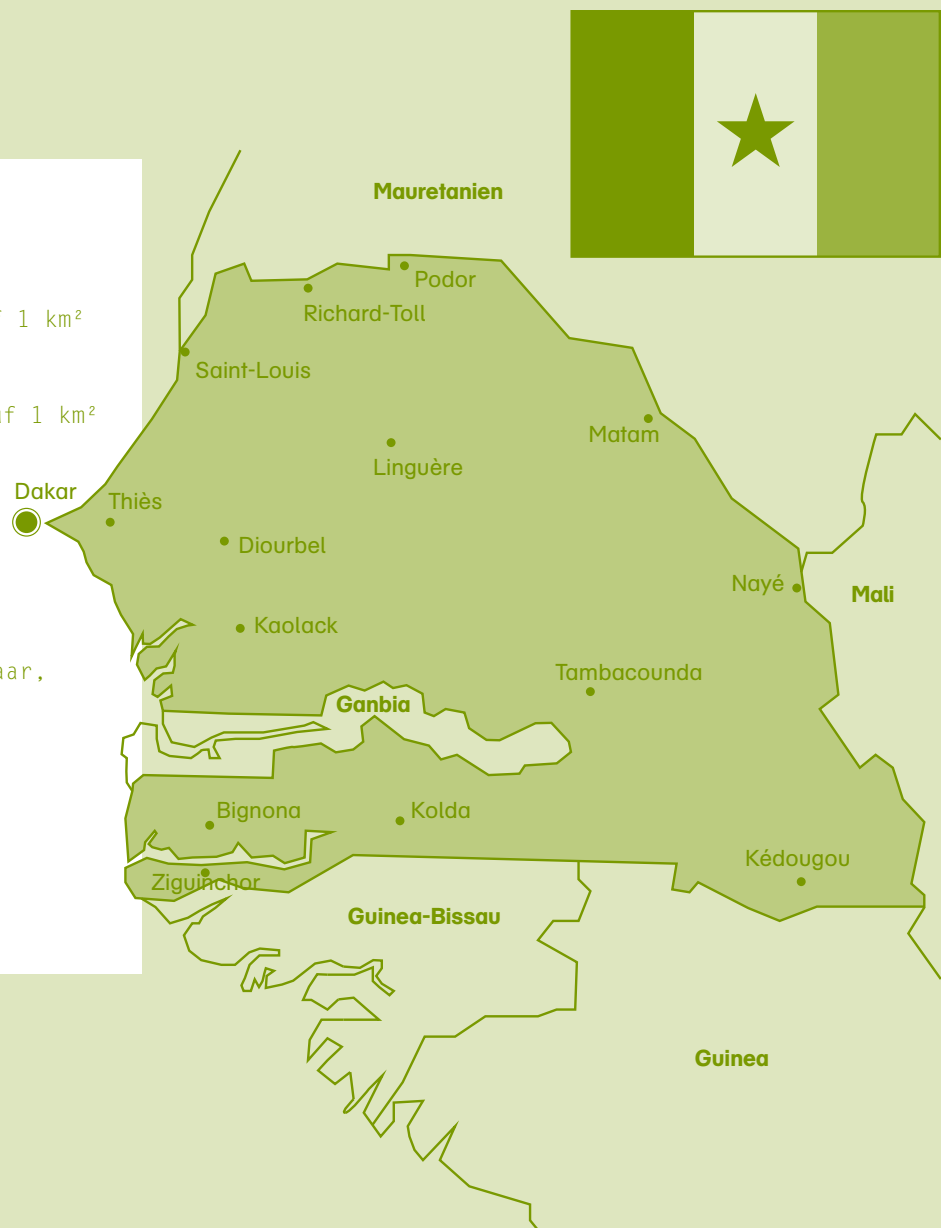 Mauretanien
Podor
Richard-Toll
1 km²
Saint-Louis
1 km²
Matam
Linguère
Dakar
Thiès
Diourbel
Nayé
Mali
Kaolack
Tambacounda
Ganbia
Bignona
Kolda
Kédougou
Ziguinchor
Guinea-Bissau
Guinea